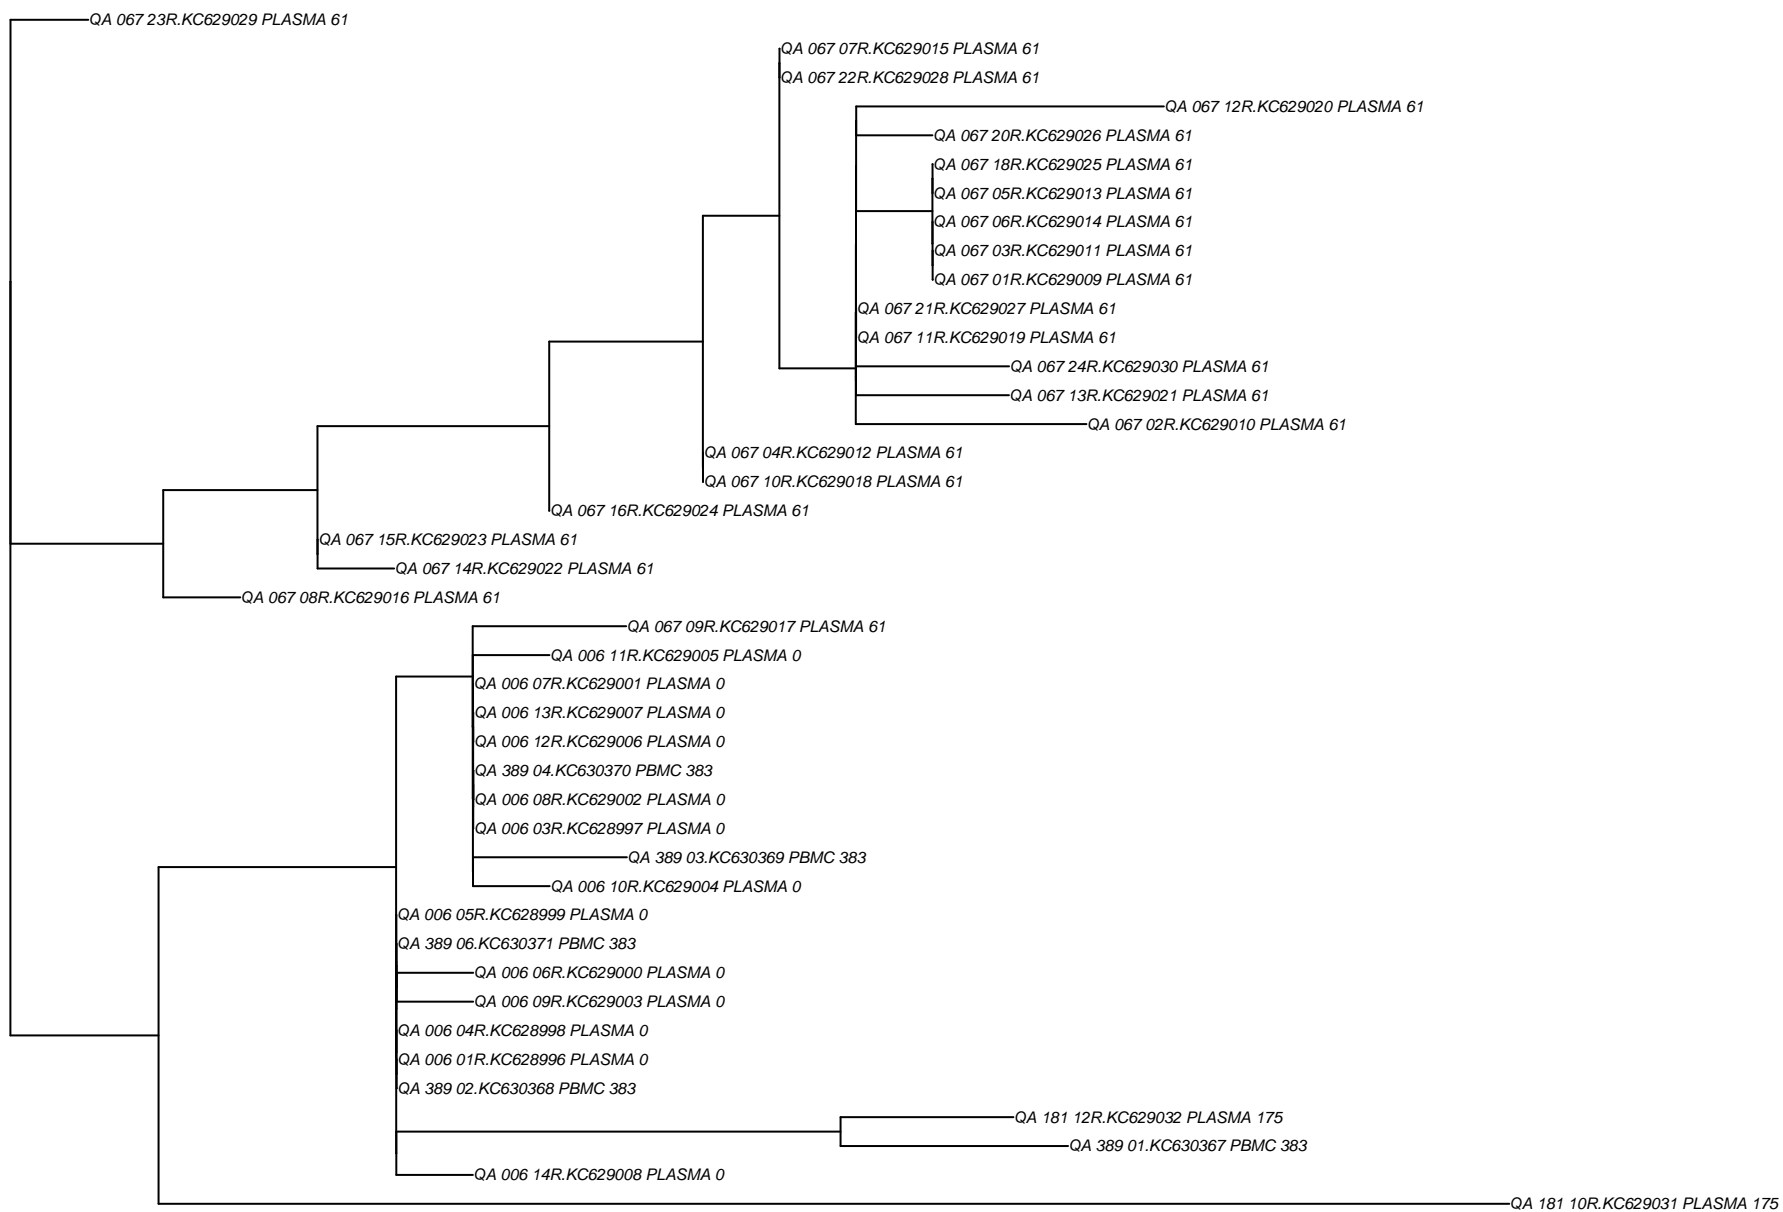 QA 067 23R.KC629029 PLASMA 61
QA 067 07R.KC629015 PLASMA 61
QA 067 22R.KC629028 PLASMA 61
QA 067 12R.KC629020 PLASMA 61
QA 067 20R.KC629026 PLASMA 61
QA 067 18R.KC629025 PLASMA 61
QA 067 05R.KC629013 PLASMA 61
QA 067 06R.KC629014 PLASMA 61
QA 067 03R.KC629011 PLASMA 61
QA 067 01R.KC629009 PLASMA 61
QA 067 21R.KC629027 PLASMA 61
QA 067 11R.KC629019 PLASMA 61
QA 067 24R.KC629030 PLASMA 61
QA 067 13R.KC629021 PLASMA 61
QA 067 02R.KC629010 PLASMA 61
QA 067 04R.KC629012 PLASMA 61
QA 067 10R.KC629018 PLASMA 61
QA 067 16R.KC629024 PLASMA 61
QA 067 15R.KC629023 PLASMA 61
QA 067 14R.KC629022 PLASMA 61
QA 067 08R.KC629016 PLASMA 61
QA 067 09R.KC629017 PLASMA 61
QA 006 11R.KC629005 PLASMA 0
QA 006 07R.KC629001 PLASMA 0
QA 006 13R.KC629007 PLASMA 0
QA 006 12R.KC629006 PLASMA 0
QA 389 04.KC630370 PBMC 383
QA 006 08R.KC629002 PLASMA 0
QA 006 03R.KC628997 PLASMA 0
QA 389 03.KC630369 PBMC 383
QA 006 10R.KC629004 PLASMA 0
QA 006 05R.KC628999 PLASMA 0
QA 389 06.KC630371 PBMC 383
QA 006 06R.KC629000 PLASMA 0
QA 006 09R.KC629003 PLASMA 0
QA 006 04R.KC628998 PLASMA 0
QA 006 01R.KC628996 PLASMA 0
QA 389 02.KC630368 PBMC 383
QA 181 12R.KC629032 PLASMA 175
QA 389 01.KC630367 PBMC 383
QA 006 14R.KC629008 PLASMA 0
QA 181 10R.KC629031 PLASMA 175